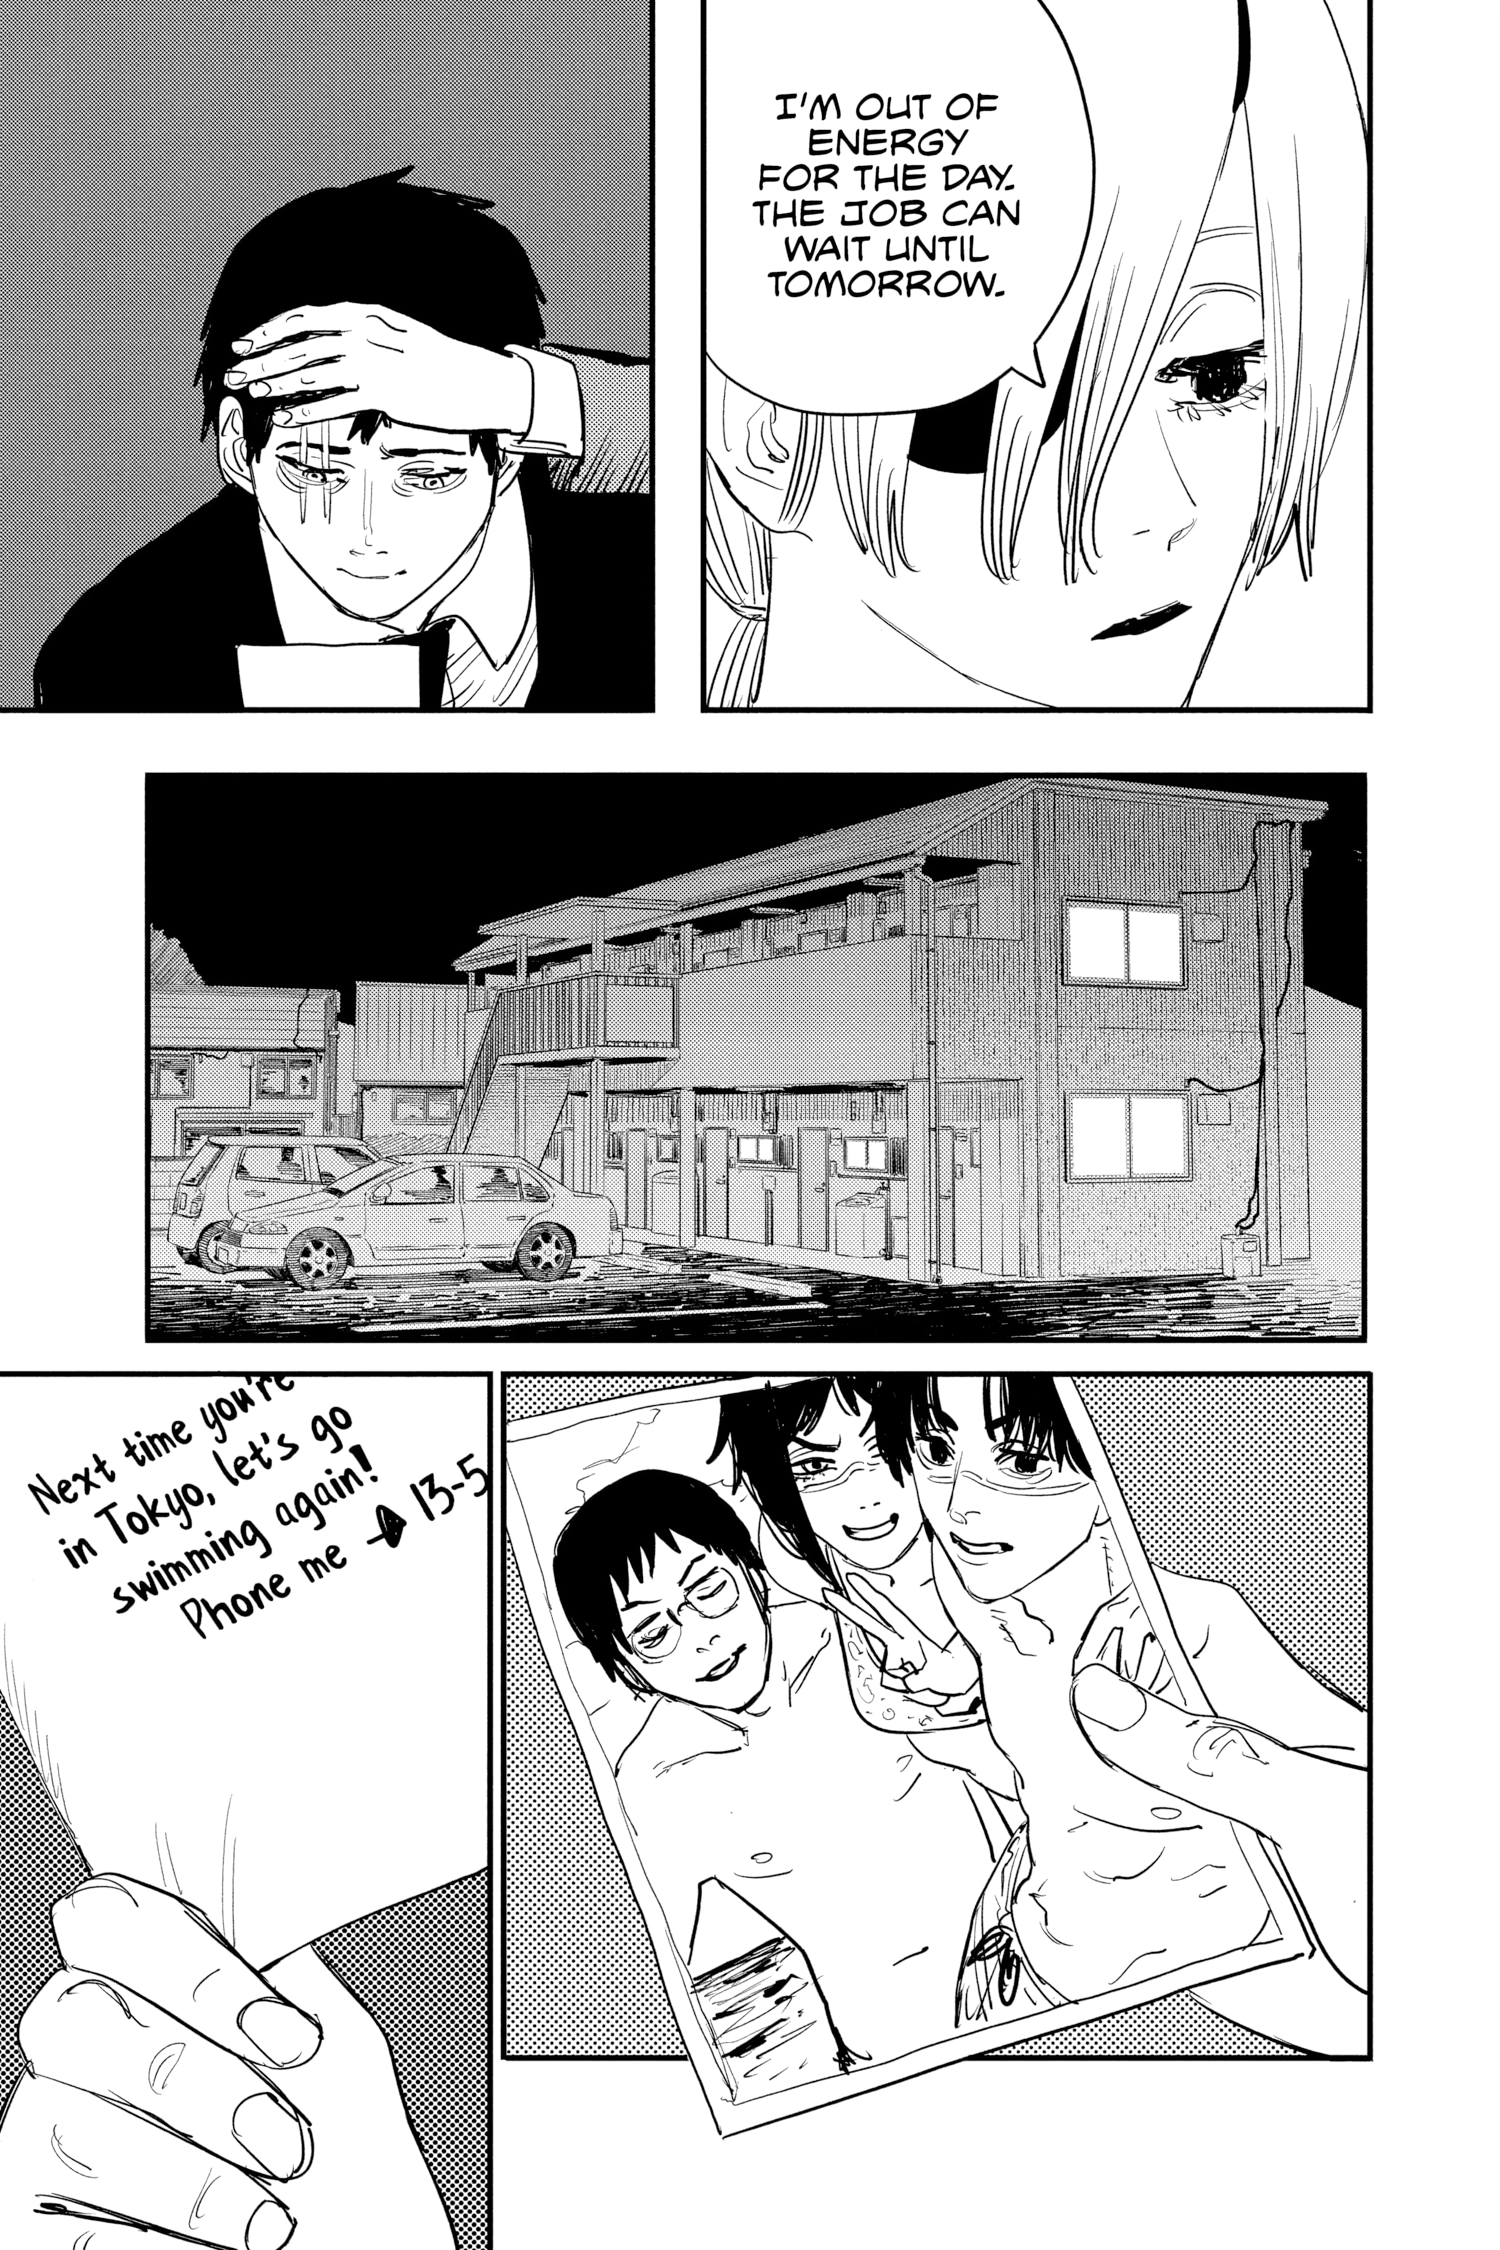 I'M OUT OF
ENERGY
FOR THE DAY.
THE JOB CAN
WAIT UNTIL
TOMORROW.
Next time you're
in Tokyo, let's go
swimming again!
Phone me → 13-5